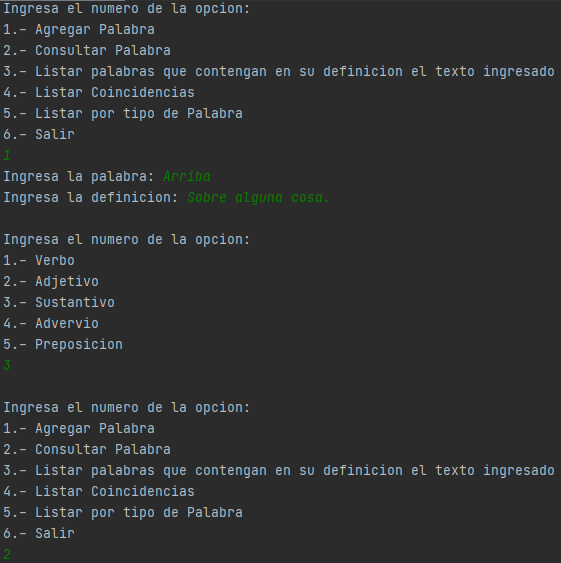 Ingresa el numero de la opcion:
1.- Agregar Palabra
2.- Consultar Palabra
3.- Listar palabras que contengan en su definicion el texto ingresado
4.- Listar Coincidencias
5.- Listar por tipo de Palabra
6.- Salir
1
Ingresa la palabra: Arriba
Ingresa la definicion: Sobre alguna cosa.
Ingresa el numero de la opcion:
1.- Verbo
2.- Adjetivo
3.- Sustantivo
4.- Advervio
5.- Preposicion
3
Ingresa el numero de la opcion:
1.- Agregar Palabra
2.- Consultar Palabra
3.- Listar palabras que contengan en su definicion el texto ingresado
4.- Listar Coincidencias
5.- Listar por tipo de Palabra
6.- Salir
2